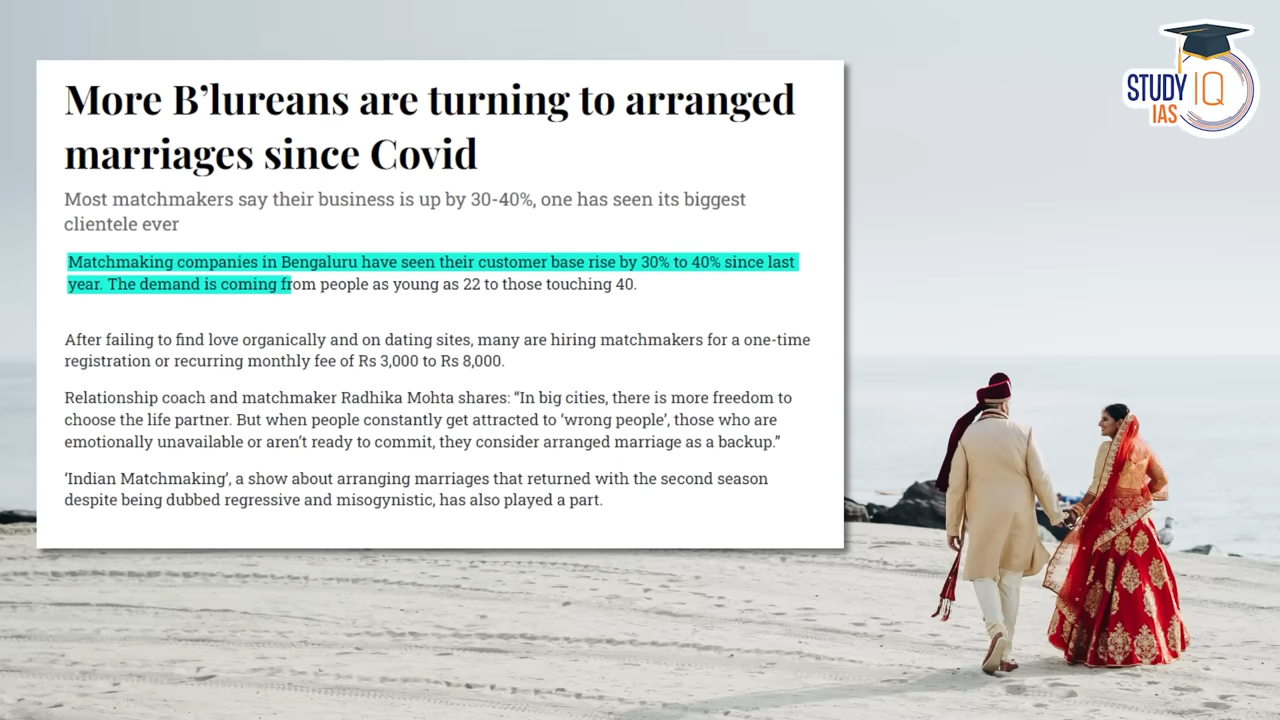 More B’lureans are turning to arranged
marriages since Covid
Most matchmakers say their business is up by 30-40%, one has seen its biggest
clientele ever
Matchmaking companies in Bengaluru have seen their customer base rise by 30% to 40% since last
year. The demand is coming from people as young as 22 to those touching 40.
After failing to find love organically and on dating sites, many are hiring matchmakers for a one-time
registration or recurring monthly fee of Rs 3,000 to Rs 8,000.
Relationship coach and matchmaker Radhika Mohta shares: “In big cities, there is more freedom to
choose the life partner. But when people constantly get attracted to ‘wrong people’, those who are
emotionally unavailable or aren’t ready to commit, they consider arranged marriage as a backup.”
‘Indian Matchmaking’, a show about arranging marriages that returned with the second season
despite being dubbed regressive and misogynistic, has also played a part.
STUDY IQ
IAS